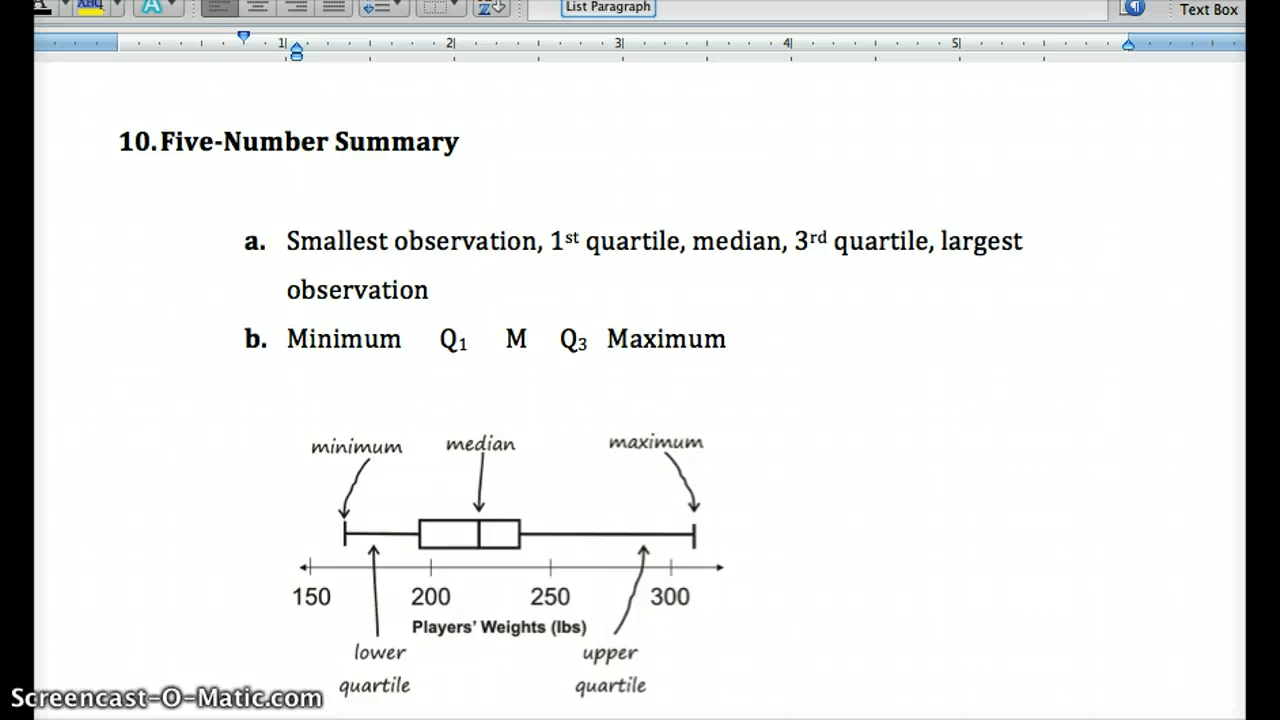 List Paragraph
Text Box
1 2 3 4 5
10. Five-Number Summary
a. Smallest observation, 1st quartile, median, 3rd quartile, largest
observation
b. Minimum Q1 M Q3 Maximum
minimum median maximum
150 200 250 300
Players' Weights (lbs)
lower upper
quartile quartile
Screencast-O-Matic.com